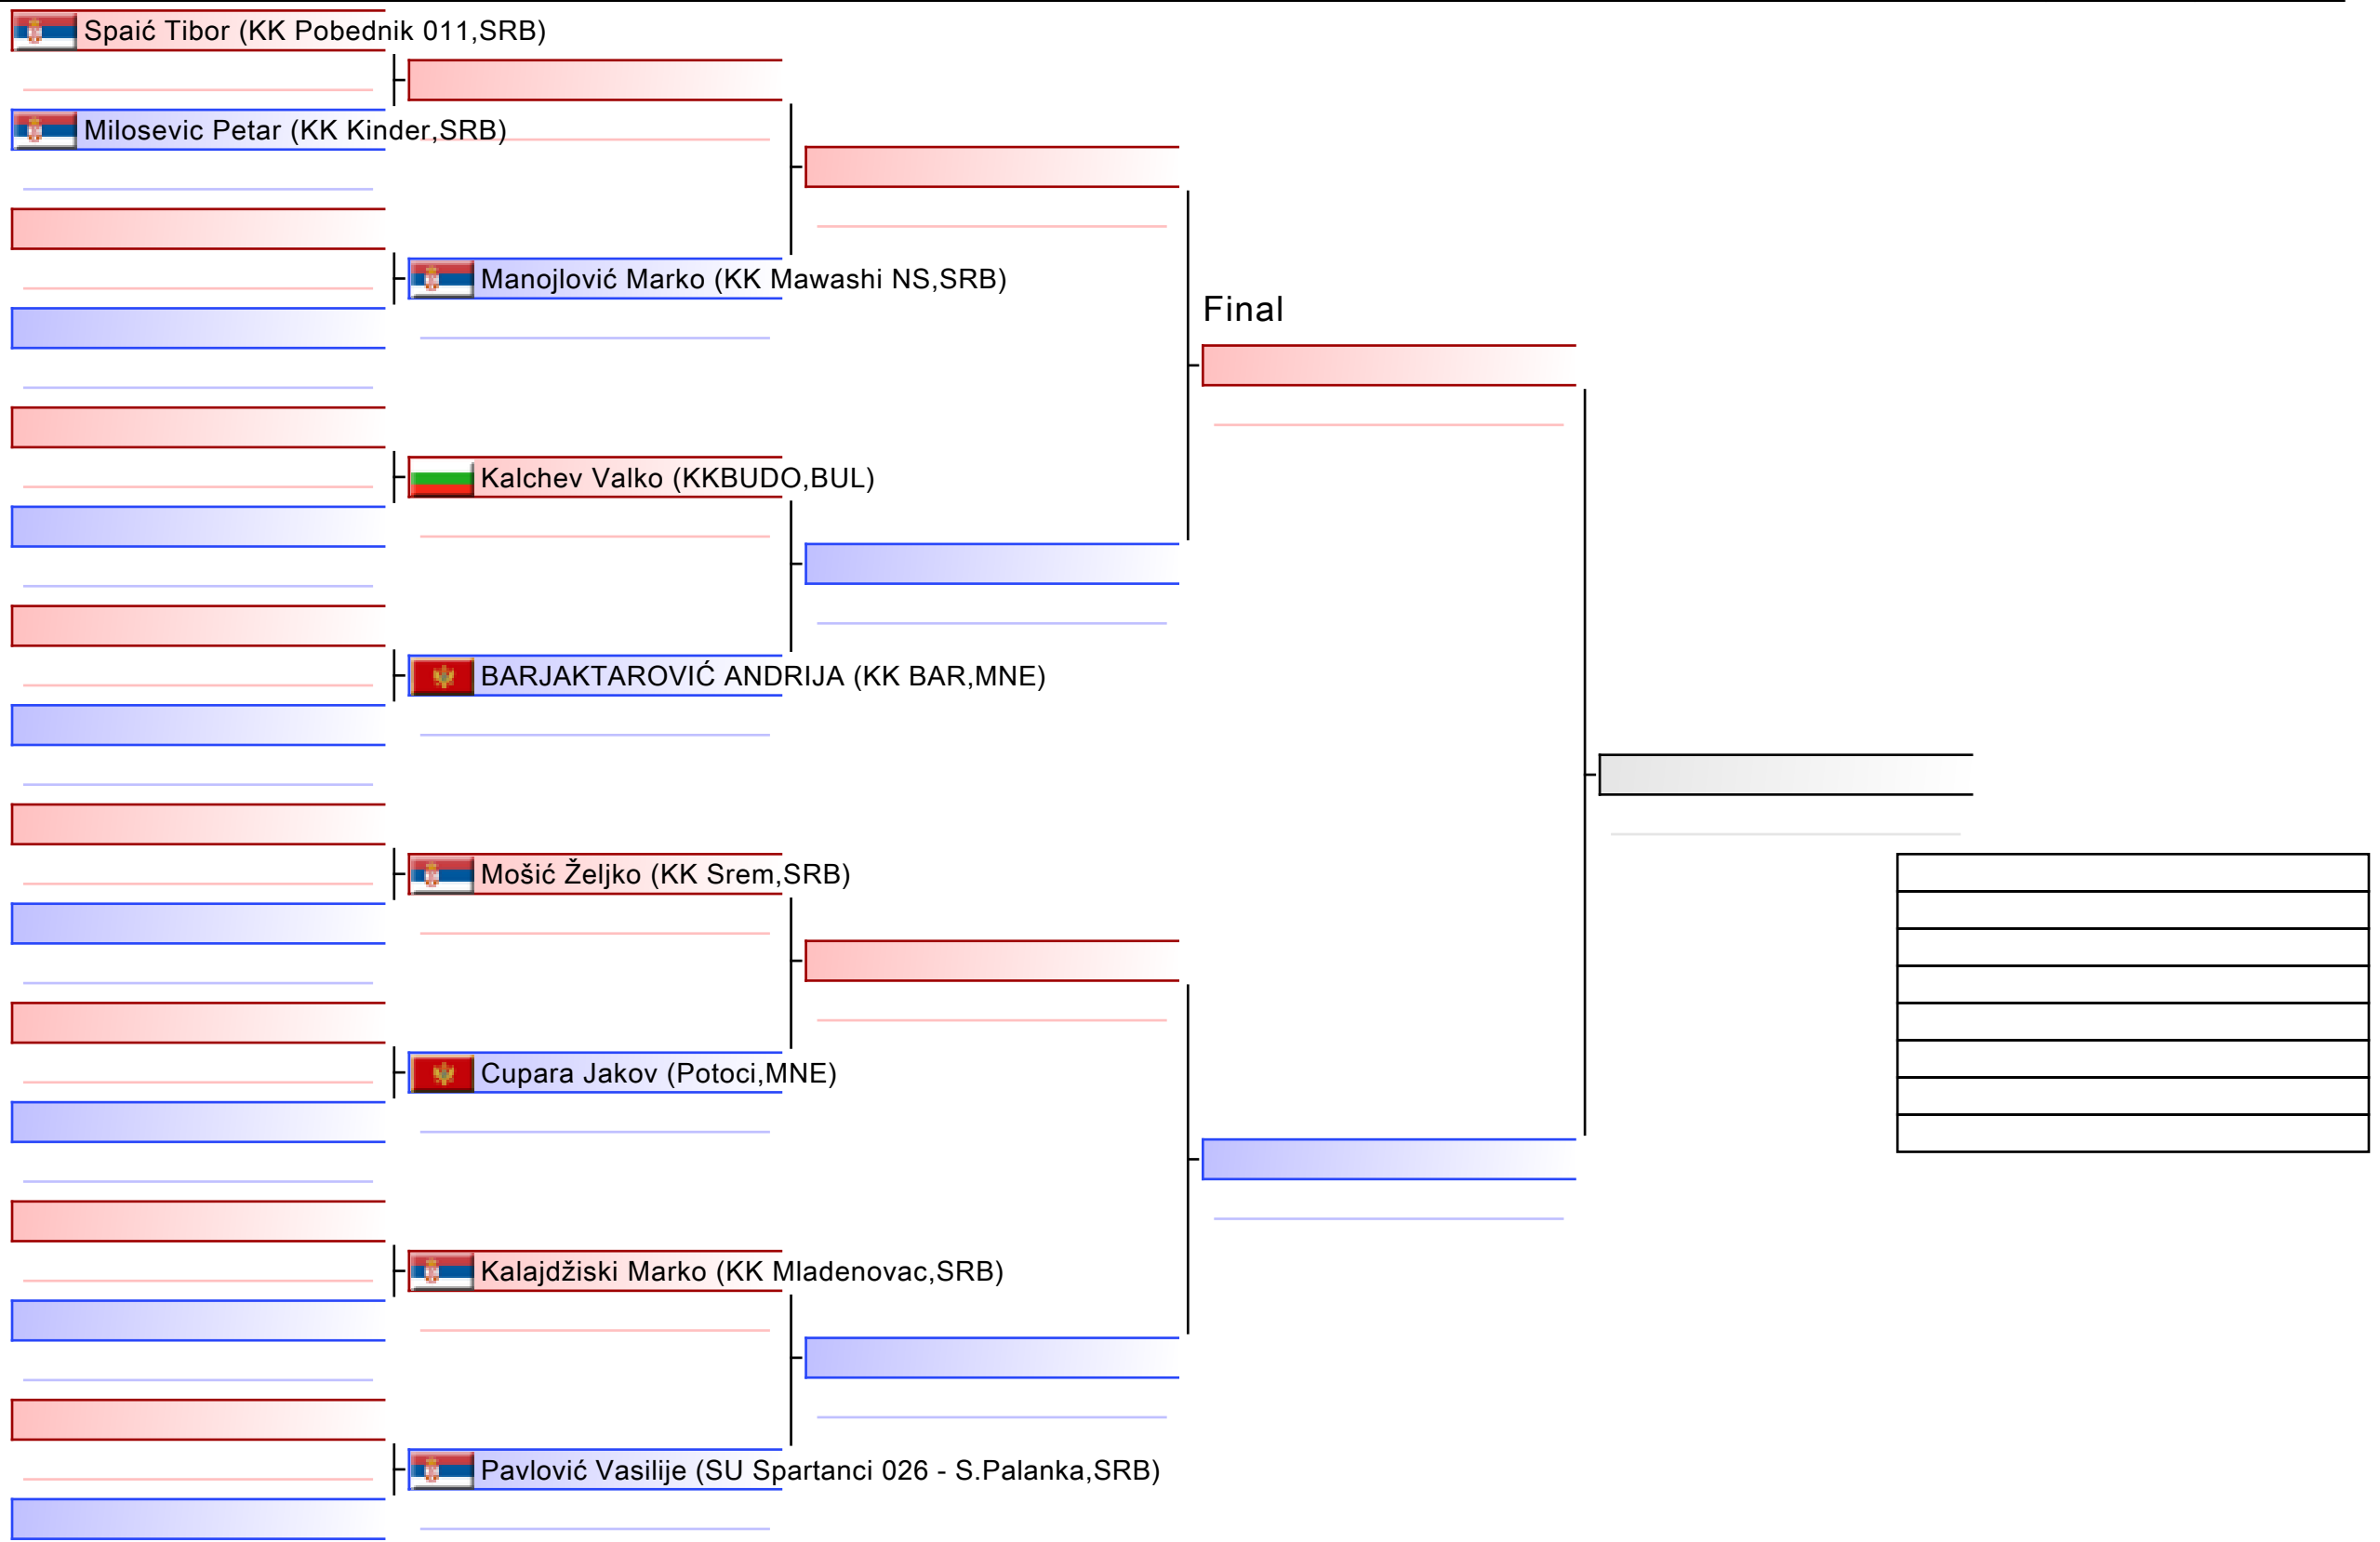 Spaić Tibor (KK Pobednik 011,SRB)
Milosevic Petar (KK Kinder,SRB)
Manojlović Marko (KK Mawashi NS,SRB)
Final
Kalchev Valko (KKBUDO,BUL)
BARJAKTAROVIĆ ANDRIJA (KK BAR,MNE)
Mošić Željko (KK Srem,SRB)
Cupara Jakov (Potoci,MNE)
Kalajdžiski Marko (KK Mladenovac,SRB)
Pavlović Vasilije (SU Spartanci 026 - S.Palanka,SRB)